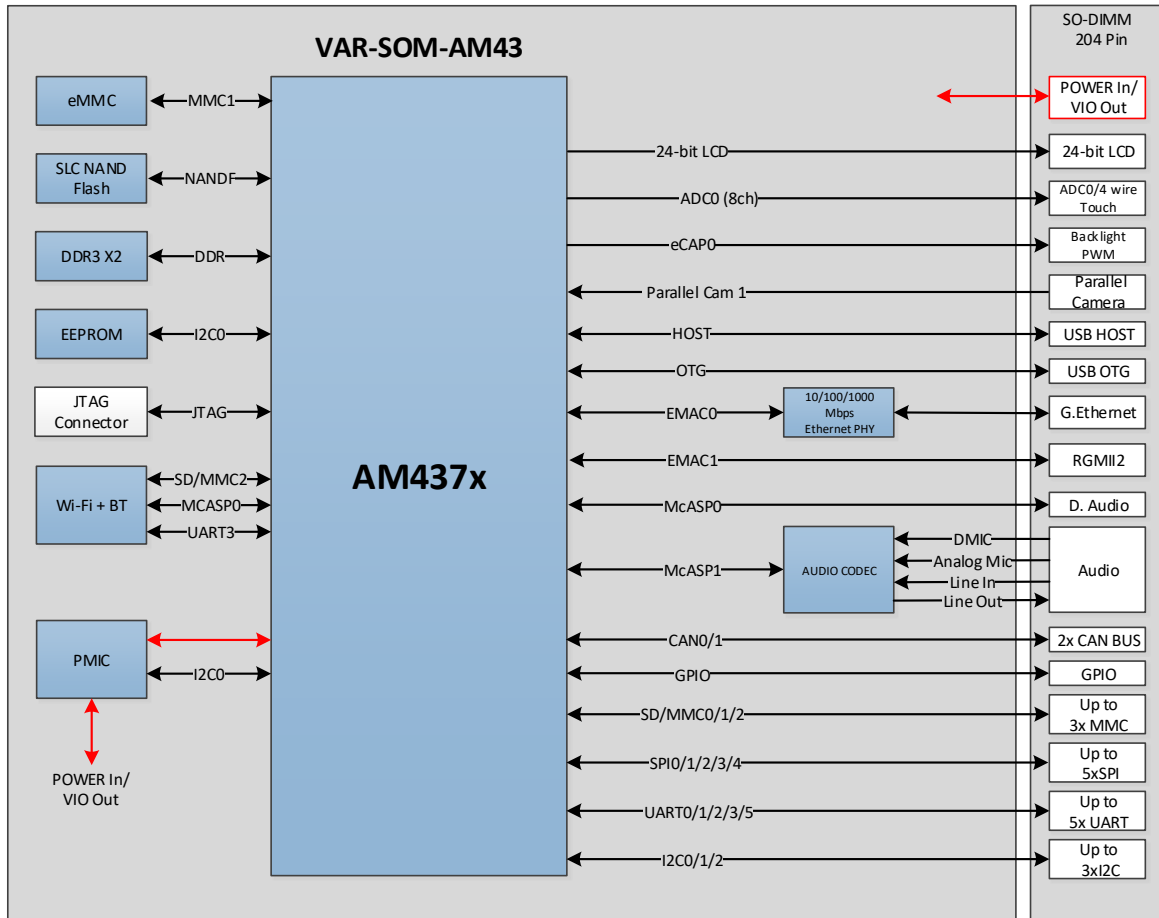 VAR-SOM-AM43
SO-DIMM
204 Pin
eMMC
MMC1
SLC NAND
Flash
NANDF
DDR3 X2
DDR
EEPROM
I2C0
JTAG
Connector
JTAG
Wi-Fi + BT
SD/MMC2
MCASP0
UART3
PMIC
I2C0
POWER In/
VIO Out
AM437x
POWER In/
VIO Out
24-bit LCD
24-bit LCD
ADC0 (8ch)
ADC0/4 wire
Touch
eCAP0
Backlight
PWM
Parallel Cam 1
Parallel
Camera
HOST
USB HOST
OTG
USB OTG
EMAC0
10/100/1000
Mbps
Ethernet PHY
G.Ethernet
EMAC1
RGMII2
McASP0
D. Audio
McASP1
AUDIO CODEC
DMIC
Analog Mic
Line In
Line Out
Audio
CAN0/1
2x CAN BUS
GPIO
GPIO
SD/MMC0/1/2
Up to
3x MMC
SPI0/1/2/3/4
Up to
5xSPI
UART0/1/2/3/5
Up to
5x UART
I2C0/1/2
Up to
3xI2C